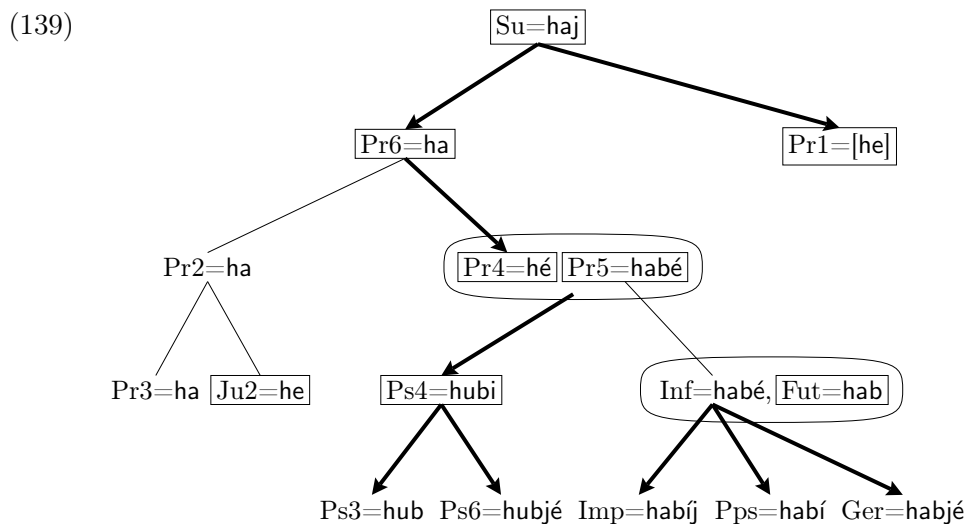 (139)
Su=haj
Pr6=ha Pr1=[he]
Pr2=ha Pr4=hé Pr5=habé
Pr3=ha Ju2=he Ps4=hubi Inf=habé, Fut=hab
Ps3=hub Ps6=hubjé Imp=habíj Pps=habí Ger=habjé